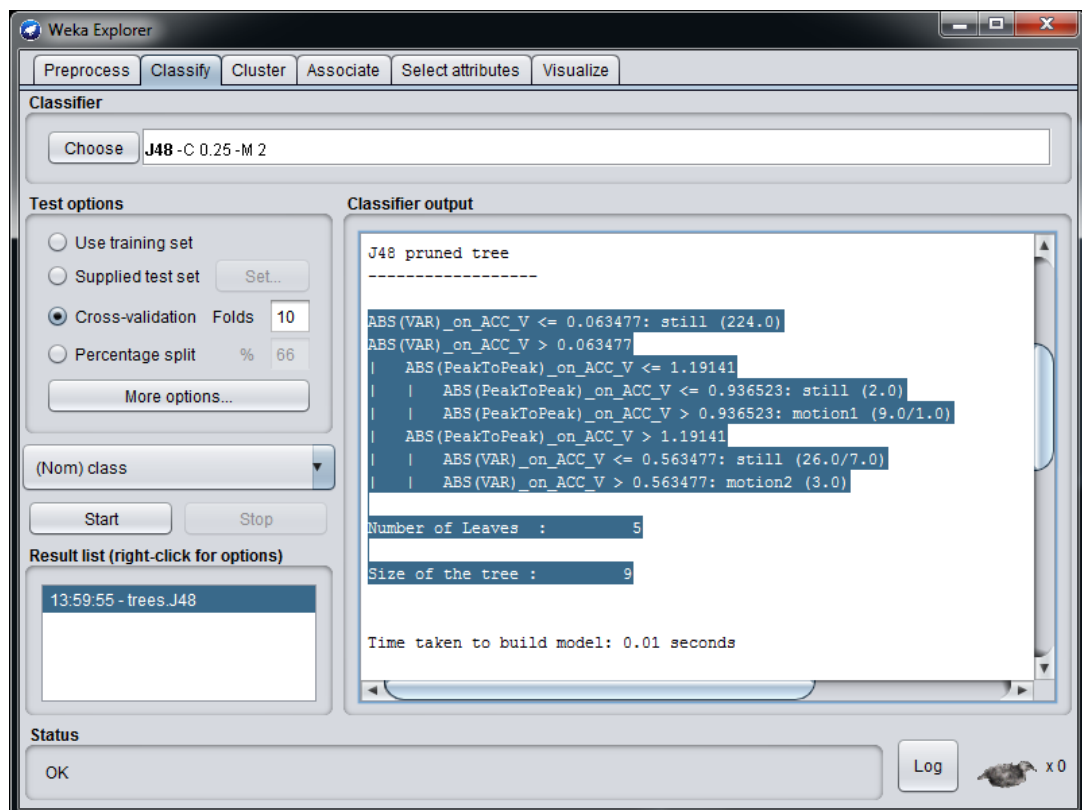 Weka Explorer
Preprocess Classify Cluster Associate Select attributes Visualize
Classifier
Choose J48 -C 0.25 -M 2
Test options
Use training set
Supplied test set Set...
Cross-validation Folds 10
Percentage split % 66
More options...
(Nom) class
Start Stop
Result list (right-click for options)
13:59:55 - trees.J48
Classifier output
J48 pruned tree
------------------
ABS(VAR)_on_ACC_V <= 0.063477: still (224.0)
ABS(VAR)_on_ACC_V > 0.063477
|   ABS(PeakToPeak)_on_ACC_V <= 1.19141
|   |   ABS(PeakToPeak)_on_ACC_V <= 0.936523: still (2.0)
|   |   ABS(PeakToPeak)_on_ACC_V > 0.936523: motion1 (9.0/1.0)
|   ABS(PeakToPeak)_on_ACC_V > 1.19141
|   |   ABS(VAR)_on_ACC_V <= 0.563477: still (26.0/7.0)
|   |   ABS(VAR)_on_ACC_V > 0.563477: motion2 (3.0)
Number of Leaves  :         5
Size of the tree :         9
Time taken to build model: 0.01 seconds
Status
OK
Log x 0